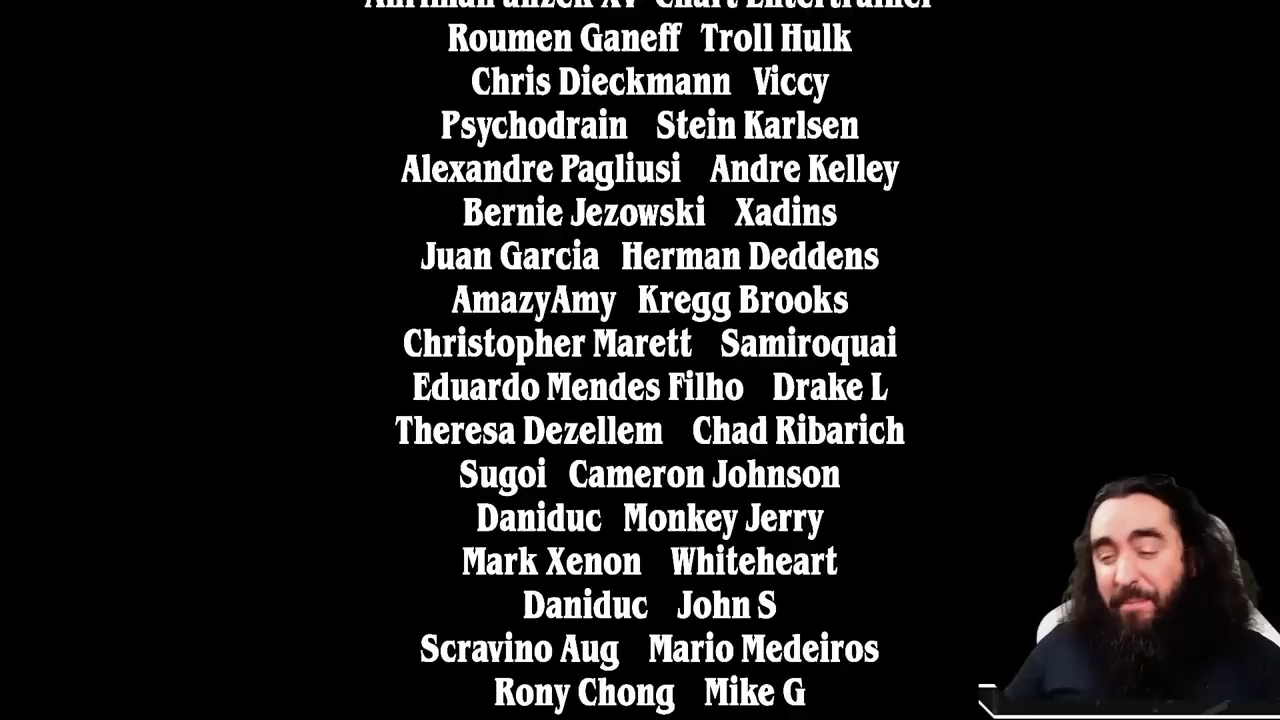 Chart Entertrainer
Roumen Ganeff Troll Hulk
Chris Dieckmann Viccy
Psychodrain Stein Karlsen
Alexandre Pagliusi Andre Kelley
Bernie Jezowski Xadins
Juan Garcia Herman Deddens
AmazyAmy Kregg Brooks
Christopher Marett Samiroquai
Eduardo Mendes Filho Drake L
Theresa Dezellem Chad Ribarich
Sugoi Cameron Johnson
Daniduc Monkey Jerry
Mark Xenon Whiteheart
Daniduc John S
Scravino Aug Mario Medeiros
Rony Chong Mike G